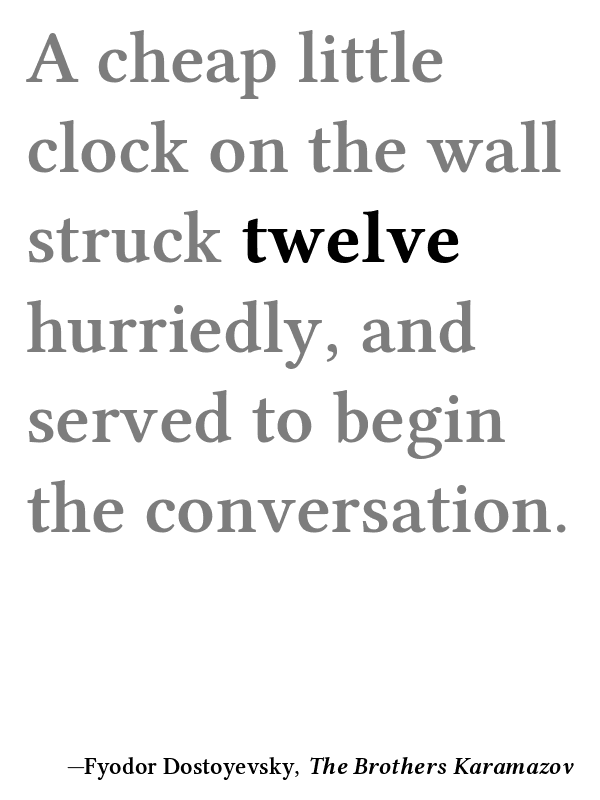 A cheap little
clock on the wall
struck twelve
hurriedly, and
served to begin
the conversation.
—Fyodor Dostoyevsky, The Brothers Karamazov